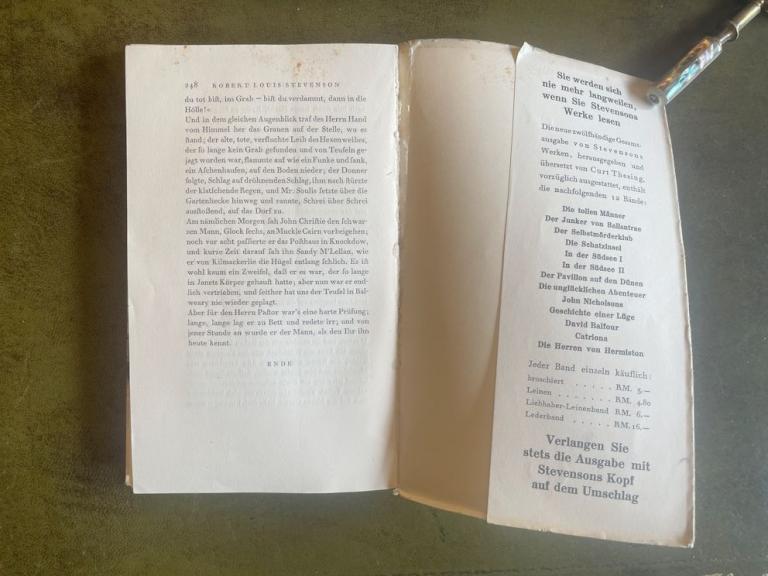 248 ROBERT LOUIS STEVENSON
du tot biſt, ins Grab — biſt du verdammt, dann in die
Hölle!«
Und in dem gleichen Augenblick traf des Herrn Hand
vom Himmel her das Grauen auf der Stelle, wo es
ſtand; der alte, tote, verfluchte Leib des Hexenweibes,
der ſo lange kein Grab gefunden und von Teufeln ge-
jagt worden war, flammte auf wie ein Funke und ſank,
ein Aſchenhaufen, auf den Boden nieder; der Donner
folgte, Schlag auf dröhnenden Schlag, ihm nach ſtürzte
der klatſchende Regen, und Mr. Soulis ſetzte über die
Gartenhecke hinweg und rannte, Schrei über Schrei
ausſtoßend, auf das Dorf zu.
Am nämlichen Morgen ſah John Chriſtie den ſchwar-
zen Mann, Glock ſechs, an Muckle Cairn vorbeigehen;
noch vor acht paſſierte er das Poſthaus in Knockdow,
und kurze Zeit darauf ſah ihn Sandy M'Lellan, wie
er von Kilmackerlie die Hügel entlang ſchlich. Es iſt
wohl kaum ein Zweifel, daß er es war, der ſo lange
in Janets Körper gehauſt hatte; aber nun war er end-
lich vertrieben, und ſeither hat uns der Teufel in Bal-
weary nie wieder geplagt.
Aber für den Herrn Paſtor war's eine harte Prüfung;
lange, lange lag er zu Bett und redete irr; und von
jener Stunde an wurde er der Mann, als den Ihr ihn
heute kennt.
ENDE
Sie werden sich
nie mehr langweilen,
wenn Sie Stevensons
Werke lesen
Die neue zwölfbändige Gesamt-
ausgabe von Stevensons
Werken, herausgegeben und
übersetzt von Curt Thesing,
vorzüglich ausgestattet, enthält
die nachfolgenden 12 Bände:
Die tollen Männer
Der Junker von Ballantrae
Der Selbstmörderklub
Die Schatzinsel
In der Südsee I
In der Südsee II
Der Pavillon auf den Dünen
Die unglücklichen Abenteuer
John Nicholsons
Geschichte einer Lüge
David Balfour
Catriona
Die Herren von Hermiston
Jeder Band einzeln käuflich:
broschiert . . . . . RM. 3.—
Leinen . . . . . . . RM. 4.80
Liebhaber-Leinenband RM. 6.—
Lederband . . . . . . RM. 16.—
Verlangen Sie
stets die Ausgabe mit
Stevensons Kopf
auf dem Umschlag